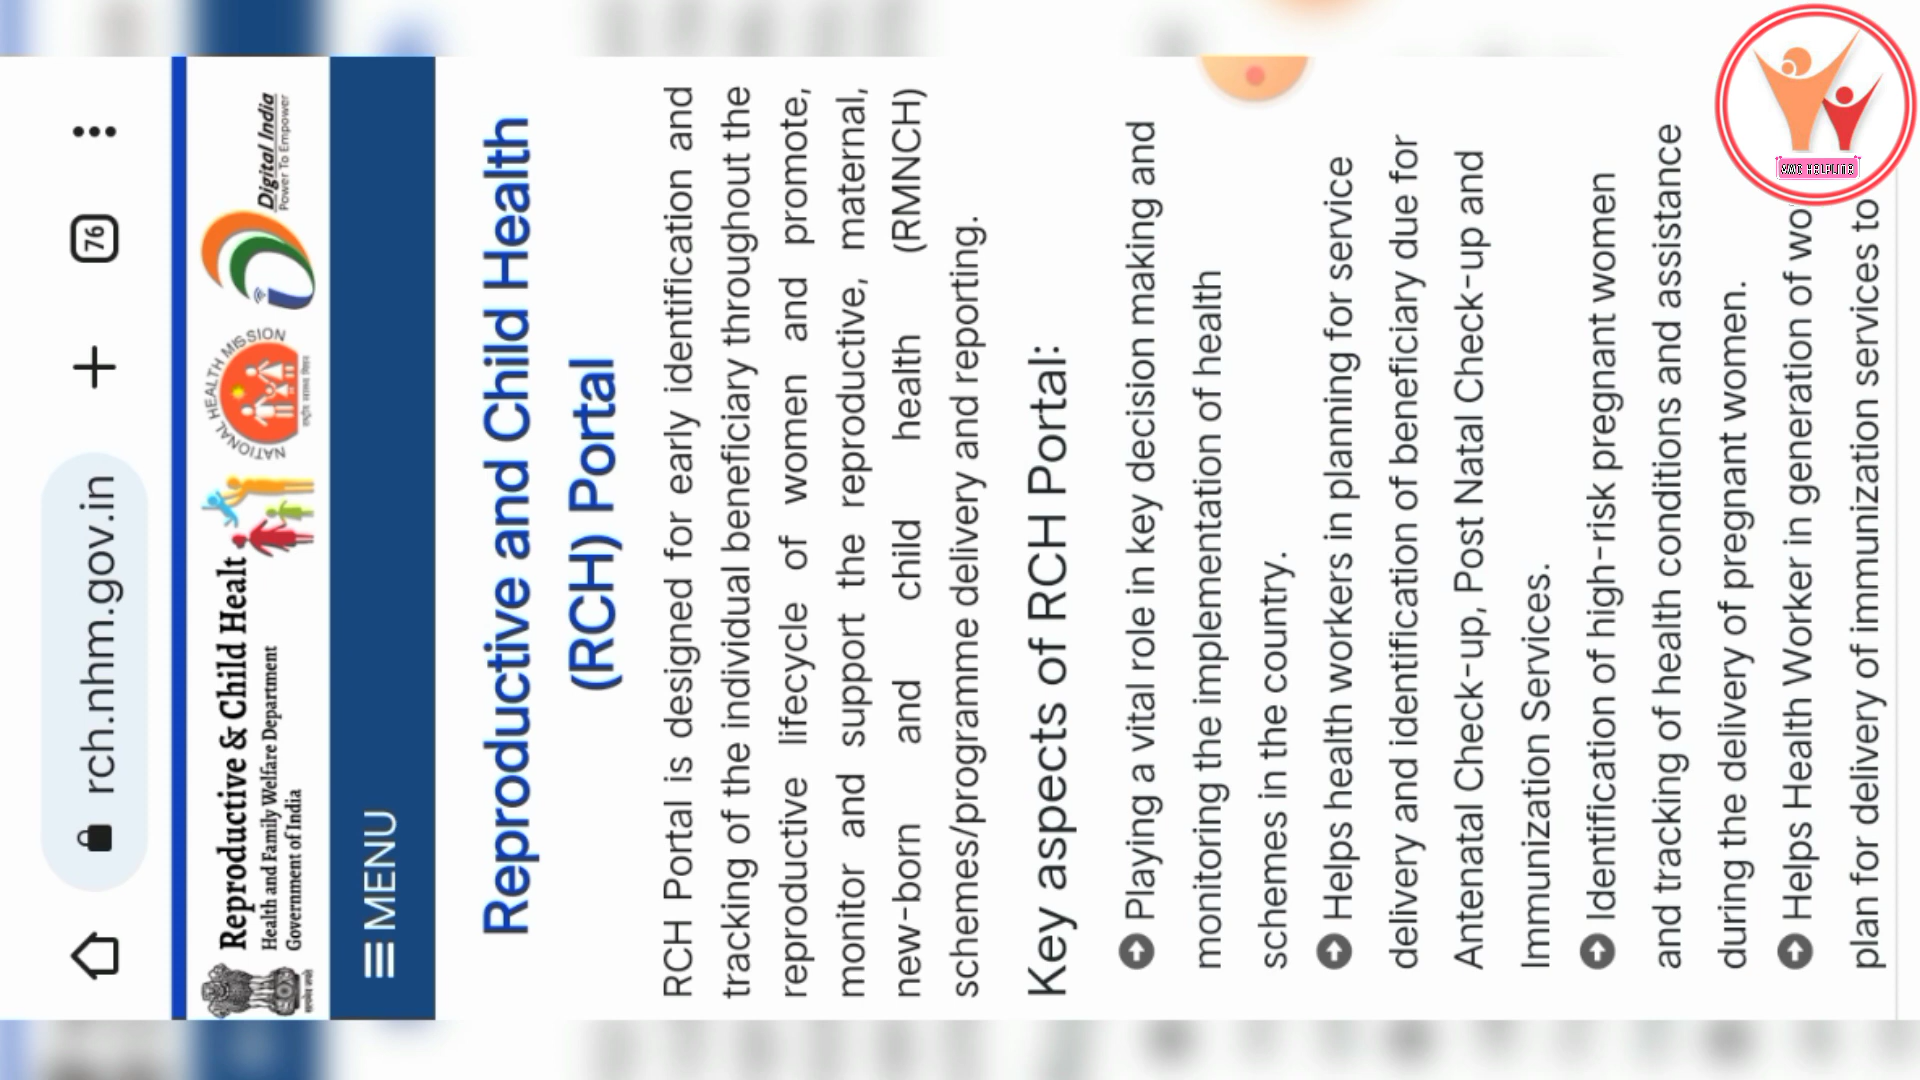 rch.nhm.gov.in
76
Reproductive & Child Healt
Health and Family Welfare Department
Government of India
NATIONAL HEALTH MISSION
Digital India
Power To Empower
MENU
Reproductive and Child Health
(RCH) Portal
RCH Portal is designed for early identification and
tracking of the individual beneficiary throughout the
reproductive lifecycle of women and promote,
monitor and support the reproductive, maternal,
new-born and child health (RMNCH)
schemes/programme delivery and reporting.
Key aspects of RCH Portal:
Playing a vital role in key decision making and
monitoring the implementation of health
schemes in the country.
Helps health workers in planning for service
delivery and identification of beneficiary due for
Antenatal Check-up, Post Natal Check-up and
Immunization Services.
Identification of high-risk pregnant women
and tracking of health conditions and assistance
during the delivery of pregnant women.
Helps Health Worker in generation of wo
plan for delivery of immunization services to